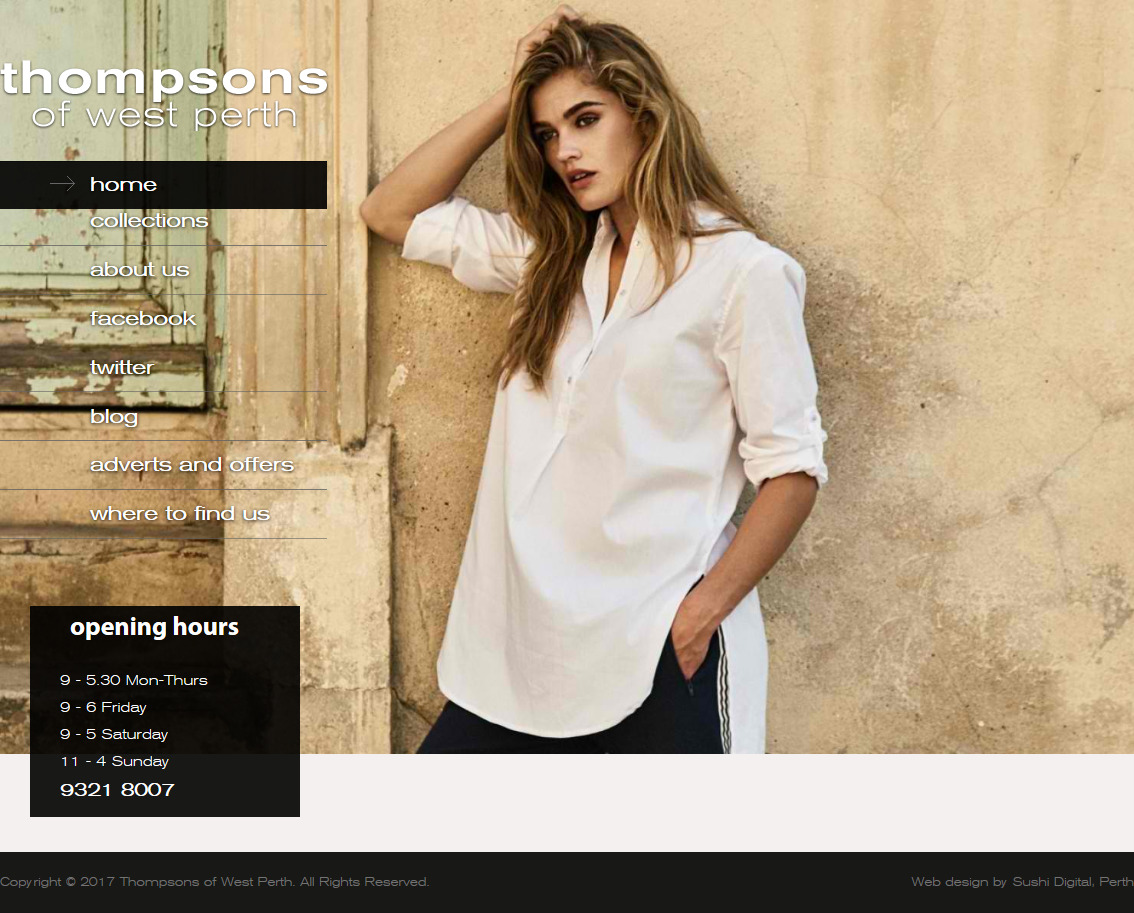 thompsons
of west perth
home
collections
about us
facebook
twitter
blog
adverts and offers
where to find us
opening hours
9 - 5.30 Mon-Thurs
9 - 6 Friday
9 - 5 Saturday
11 - 4 Sunday
9321 8007
Copyright © 2017 Thompsons of West Perth. All Rights Reserved.
Web design by Sushi Digital, Perth